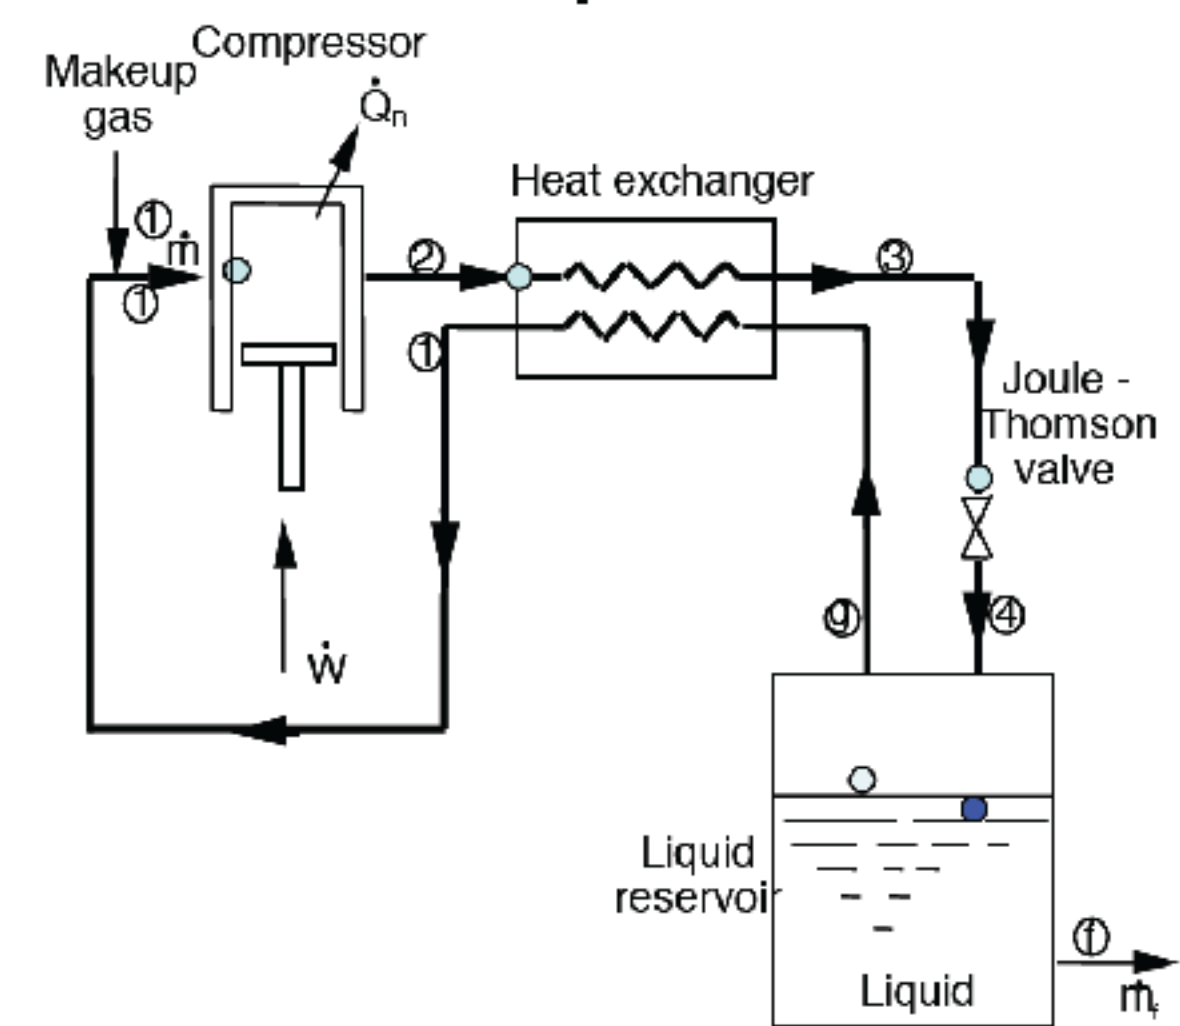 Compressor
Makeup
gas
Q̇n
Heat exchanger
①
ṁ
①
②
③
①
Joule -
Thomson
valve
Ẇ
ⓖ
④
Liquid
reservoir
Liquid
ⓕ
ṁf